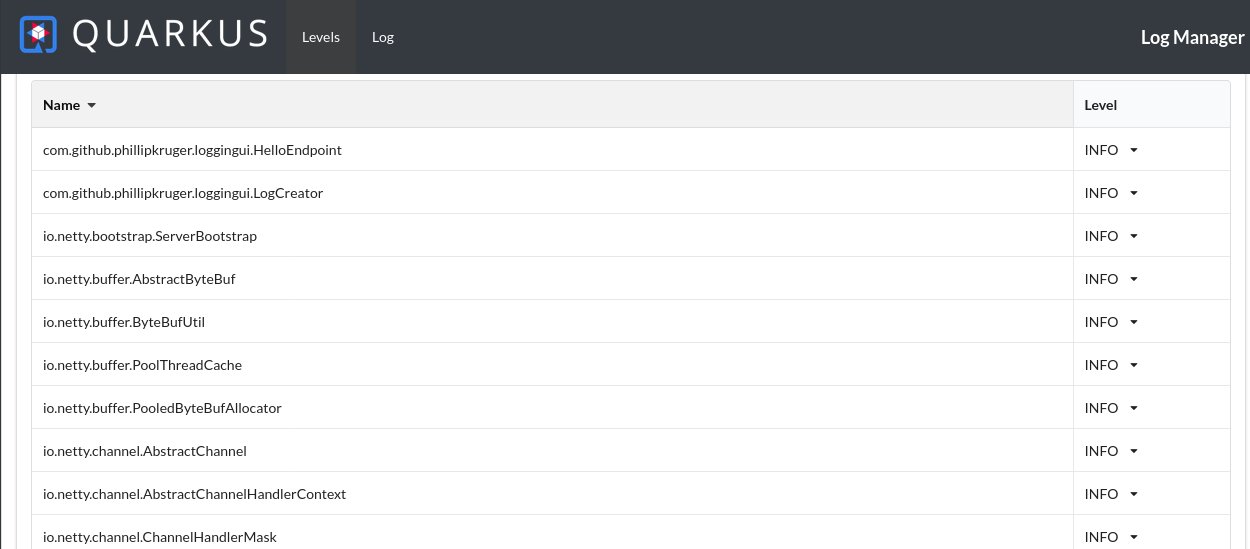 QUARKUS Levels Log Log Manager
Name Level
com.github.phillipkruger.loggingui.HelloEndpoint INFO
com.github.phillipkruger.loggingui.LogCreator INFO
io.netty.bootstrap.ServerBootstrap INFO
io.netty.buffer.AbstractByteBuf INFO
io.netty.buffer.ByteBufUtil INFO
io.netty.buffer.PoolThreadCache INFO
io.netty.buffer.PooledByteBufAllocator INFO
io.netty.channel.AbstractChannel INFO
io.netty.channel.AbstractChannelHandlerContext INFO
io.netty.channel.ChannelHandlerMask INFO